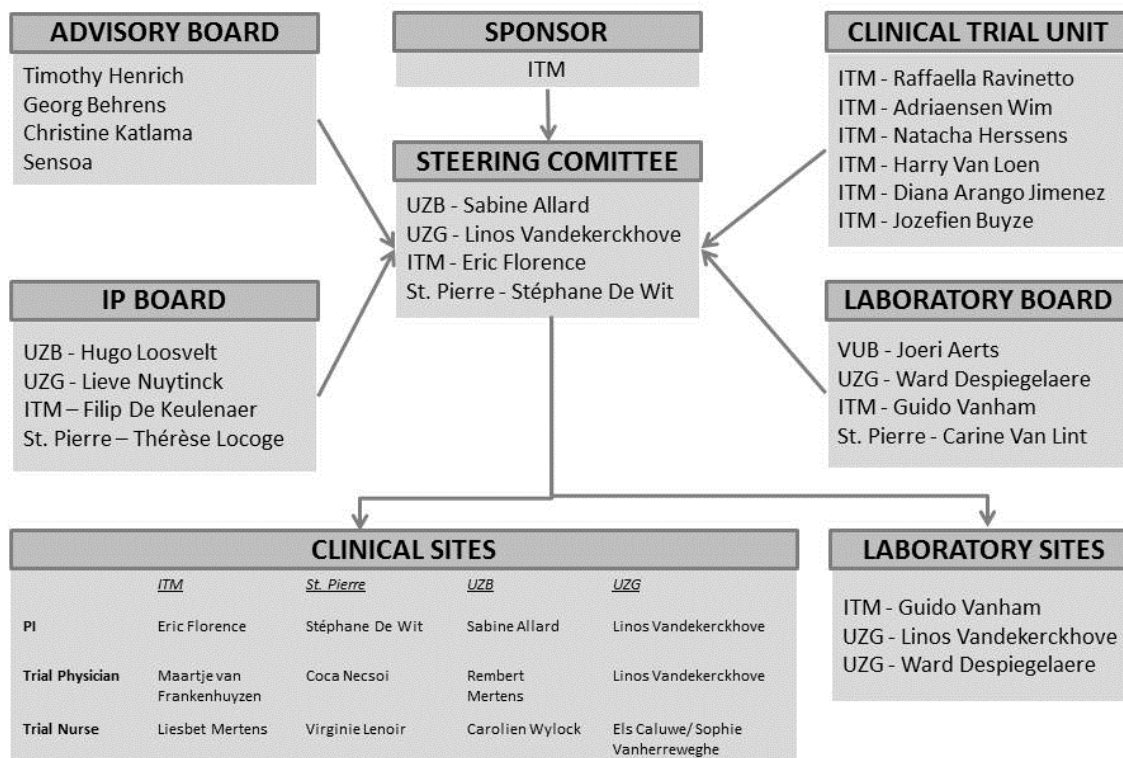 ADVISORY BOARD
Timothy Henrich
Georg Behrens
Christine Katlama
Sensoa
SPONSOR
ITM
CLINICAL TRIAL UNIT
ITM - Raffaella Ravinetto
ITM - Adriaensen Wim
ITM - Natacha Herssens
ITM - Harry Van Loen
ITM - Diana Arango Jimenez
ITM - Jozefien Buyze
STEERING COMITTEE
UZB - Sabine Allard
UZG - Linos Vandekerckhove
ITM - Eric Florence
St. Pierre - Stéphane De Wit
IP BOARD
UZB - Hugo Loosvelt
UZG - Lieve Nuytinck
ITM – Filip De Keulenaer
St. Pierre – Thérèse Locoge
LABORATORY BOARD
VUB - Joeri Aerts
UZG - Ward Despiegelaere
ITM - Guido Vanham
St. Pierre - Carine Van Lint
CLINICAL SITES
ITM St. Pierre UZB UZG
PI Eric Florence Stéphane De Wit Sabine Allard Linos Vandekerckhove
Trial Physician Maartje van Coca Necsoi Rembert Linos Vandekerckhove
Frankenhuyzen Mertens
Trial Nurse Liesbet Mertens Virginie Lenoir Carolien Wylock Els Caluwe/ Sophie
Vanherreweghe
LABORATORY SITES
ITM - Guido Vanham
UZG - Linos Vandekerckhove
UZG - Ward Despiegelaere